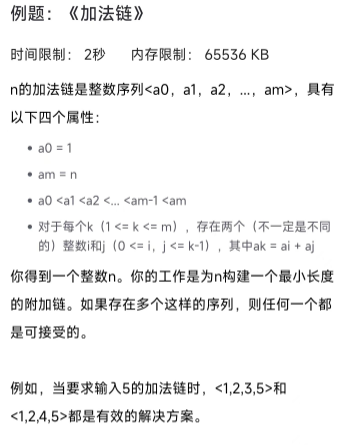 例题：《加法链》
时间限制： 2秒 内存限制： 65536 KB
n的加法链是整数序列<a0，a1，a2，...，am>，具有
以下四个属性：
• a0 = 1
• am = n
• a0 <a1 <a2 <... <am-1 <am
• 对于每个k（1 <= k <= m），存在两个（不一定是不同
的）整数i和j（0 <= i，j <= k-1），其中ak = ai + aj
你得到一个整数n。你的工作是为n构建一个最小长度
的附加链。如果存在多个这样的序列，则任何一个都
是可接受的。
例如，当要求输入5的加法链时，<1,2,3,5>和
<1,2,4,5>都是有效的解决方案。